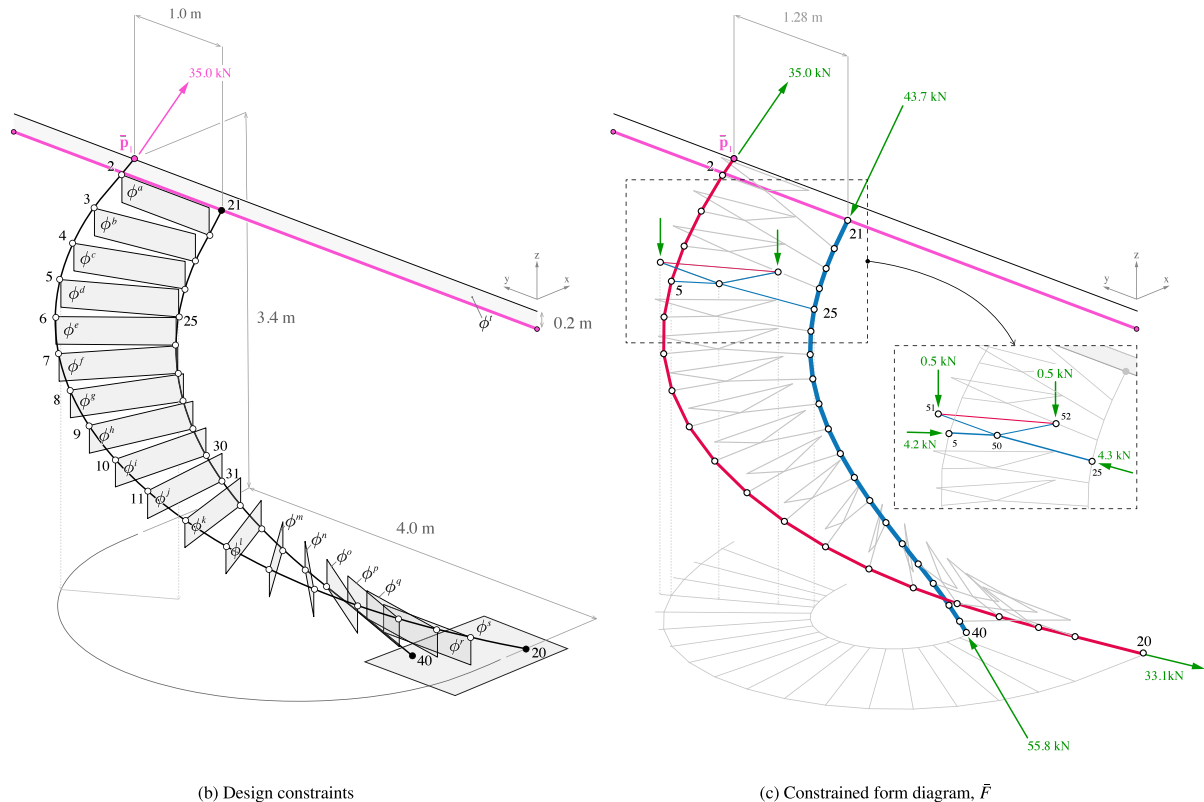 1.0 m
35.0 kN
p̄₁
2
ϕᵃ
21
3
ϕᵇ
4
ϕᶜ
5
ϕᵈ
25
6
ϕᵉ
7
ϕᶠ
8
ϕᵍ
9
ϕʰ
10
ϕⁱ
30
11
ϕʲ
31
ϕᵏ
ϕˡ
ϕᵐ
ϕⁿ
ϕᵒ
ϕᵖ
ϕ^q
ϕʳ
ϕˢ
40
20
3.4 m
4.0 m
z
y
x
ϕᵗ
0.2 m
(b) Design constraints
1.28 m
35.0 kN
43.7 kN
p̄₁
2
21
5
25
z
y
x
0.5 kN
0.5 kN
51
52
4.2 kN
5
50
4.3 kN
25
40
20
33.1kN
55.8 kN
(c) Constrained form diagram, F̄